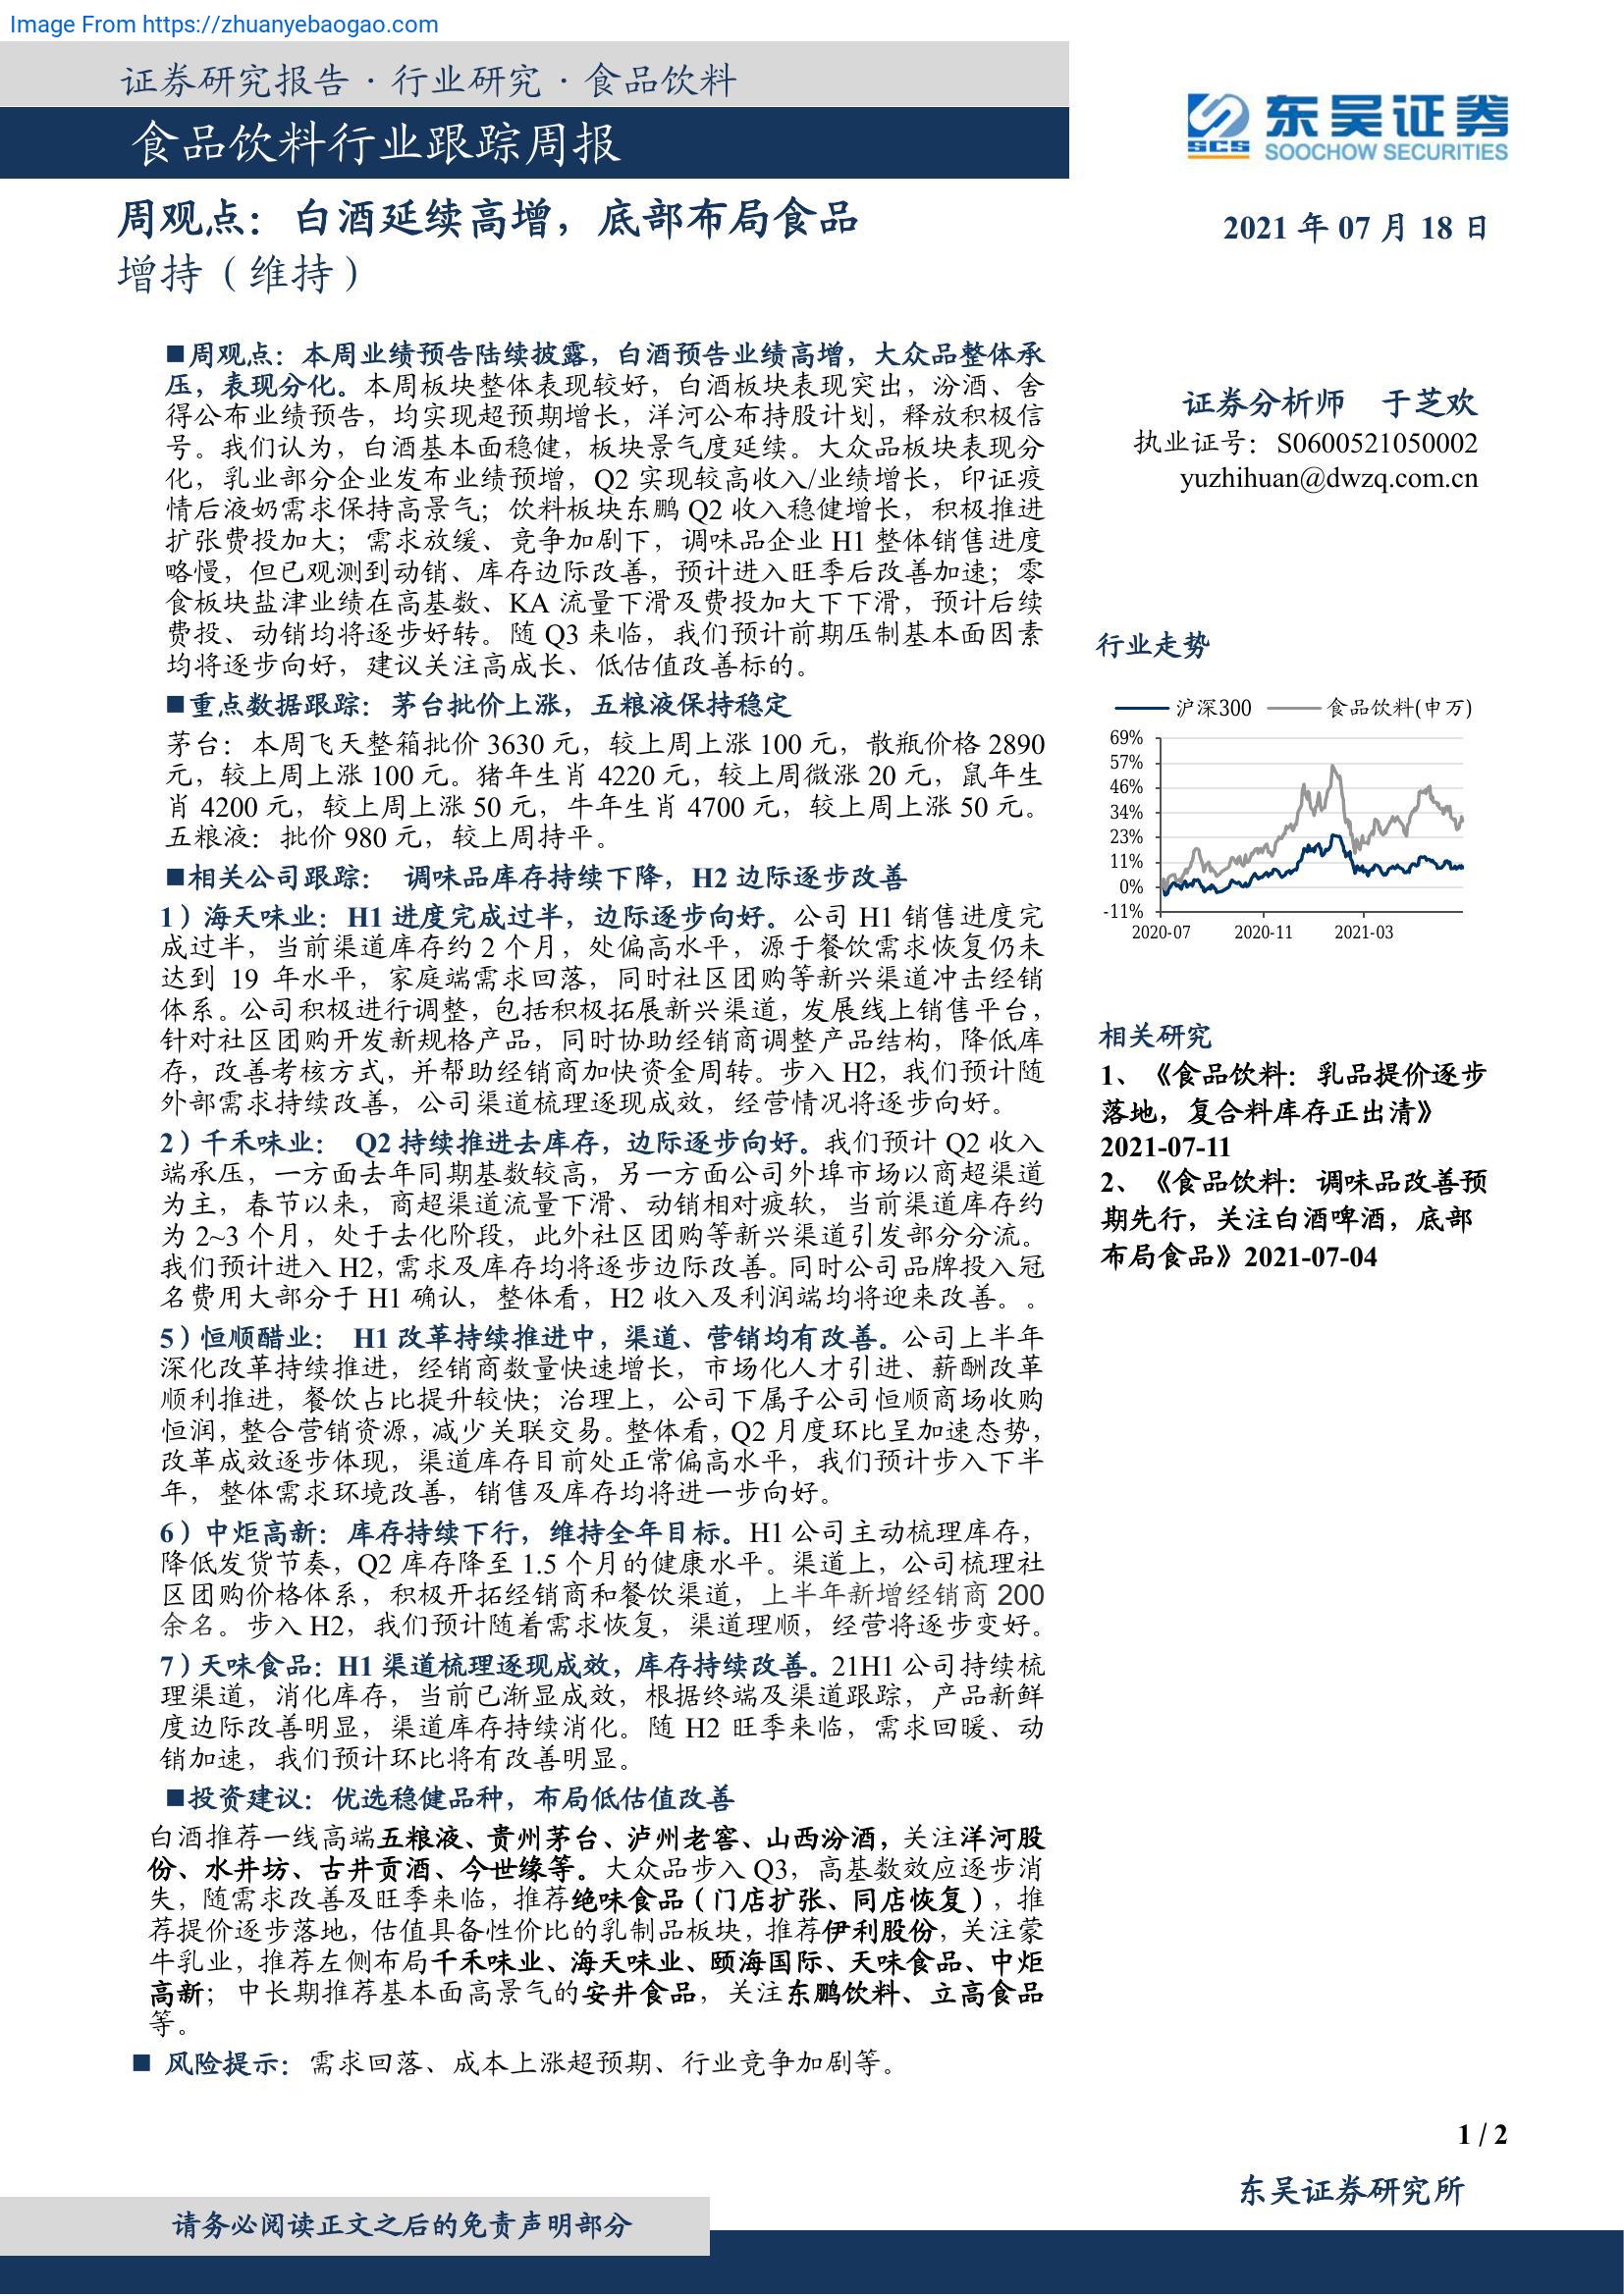 Image From https://zhuanyebaogao.com
证券研究报告·行业研究·食品饮料
食品饮料行业跟踪周报
东吴证券
SCS
SOOCHOW SECURITIES
周观点：白酒延续高增，底部布局食品
增持（维持）
2021 年 07 月 18 日
■周观点：本周业绩预告陆续披露，白酒预告业绩高增，大众品整体承
压，表现分化。本周板块整体表现较好，白酒板块表现突出，汾酒、舍
得公布业绩预告，均实现超预期增长，洋河公布持股计划，释放积极信
号。我们认为，白酒基本面稳健，板块景气度延续。大众品板块表现分
化，乳业部分企业发布业绩预增，Q2 实现较高收入/业绩增长，印证疫
情后液奶需求保持高景气；饮料板块东鹏 Q2 收入稳健增长，积极推进
扩张费投加大；需求放缓、竞争加剧下，调味品企业 H1 整体销售进度
略慢，但已观测到动销、库存边际改善，预计进入旺季后改善加速；零
食板块盐津业绩在高基数、KA 流量下滑及费投加大下下滑，预计后续
费投、动销均将逐步好转。随 Q3 来临，我们预计前期压制基本面因素
均将逐步向好，建议关注高成长、低估值改善标的。
■重点数据跟踪：茅台批价上涨，五粮液保持稳定
茅台：本周飞天整箱批价 3630 元，较上周上涨 100 元，散瓶价格 2890
元，较上周上涨 100 元。猪年生肖 4220 元，较上周微涨 20 元，鼠年生
肖 4200 元，较上周上涨 50 元，牛年生肖 4700 元，较上周上涨 50 元。
五粮液：批价 980 元，较上周持平。
■相关公司跟踪： 调味品库存持续下降，H2 边际逐步改善
1）海天味业：H1 进度完成过半，边际逐步向好。公司 H1 销售进度完
成过半，当前渠道库存约 2 个月，处偏高水平，源于餐饮需求恢复仍未
达到 19 年水平，家庭端需求回落，同时社区团购等新兴渠道冲击经销
体系。公司积极进行调整，包括积极拓展新兴渠道，发展线上销售平台，
针对社区团购开发新规格产品，同时协助经销商调整产品结构，降低库
存，改善考核方式，并帮助经销商加快资金周转。步入 H2，我们预计随
外部需求持续改善，公司渠道梳理逐现成效，经营情况将逐步向好。
2）千禾味业： Q2 持续推进去库存，边际逐步向好。我们预计 Q2 收入
端承压，一方面去年同期基数较高，另一方面公司外埠市场以商超渠道
为主，春节以来，商超渠道流量下滑、动销相对疲软，当前渠道库存约
为 2~3 个月，处于去化阶段，此外社区团购等新兴渠道引发部分分流。
我们预计进入 H2，需求及库存均将逐步边际改善。同时公司品牌投入冠
名费用大部分于 H1 确认，整体看，H2 收入及利润端均将迎来改善。。
5）恒顺醋业： H1 改革持续推进中，渠道、营销均有改善。公司上半年
深化改革持续推进，经销商数量快速增长，市场化人才引进、薪酬改革
顺利推进，餐饮占比提升较快；治理上，公司下属子公司恒顺商场收购
恒润，整合营销资源，减少关联交易。整体看，Q2 月度环比呈加速态势，
改革成效逐步体现，渠道库存目前处正常偏高水平，我们预计步入下半
年，整体需求环境改善，销售及库存均将进一步向好。
6）中炬高新：库存持续下行，维持全年目标。H1 公司主动梳理库存，
降低发货节奏，Q2 库存降至 1.5 个月的健康水平。渠道上，公司梳理社
区团购价格体系，积极开拓经销商和餐饮渠道，上半年新增经销商 200
余名。步入 H2，我们预计随着需求恢复，渠道理顺，经营将逐步变好。
7）天味食品：H1 渠道梳理逐现成效，库存持续改善。21H1 公司持续梳
理渠道，消化库存，当前已渐显成效，根据终端及渠道跟踪，产品新鲜
度边际改善明显，渠道库存持续消化。随 H2 旺季来临，需求回暖、动
销加速，我们预计环比将有改善明显。
■投资建议：优选稳健品种，布局低估值改善
白酒推荐一线高端五粮液、贵州茅台、泸州老窖、山西汾酒，关注洋河股
份、水井坊、古井贡酒、今世缘等。大众品步入 Q3，高基数效应逐步消
失，随需求改善及旺季来临，推荐绝味食品（门店扩张、同店恢复），推
荐提价逐步落地，估值具备性价比的乳制品板块，推荐伊利股份，关注蒙
牛乳业，推荐左侧布局千禾味业、海天味业、颐海国际、天味食品、中炬
高新；中长期推荐基本面高景气的安井食品，关注东鹏饮料、立高食品
等。
■ 风险提示：需求回落、成本上涨超预期、行业竞争加剧等。
证券分析师 于芝欢
执业证号：S0600521050002
yuzhihuan@dwzq.com.cn
行业走势
沪深300 食品饮料(申万)
69%
57%
46%
34%
23%
11%
0%
-11%
2020-07 2020-11 2021-03
相关研究
1、《食品饮料：乳品提价逐步
落地，复合料库存正出清》
2021-07-11
2、《食品饮料：调味品改善预
期先行，关注白酒啤酒，底部
布局食品》2021-07-04
1 / 2
东吴证券研究所
请务必阅读正文之后的免责声明部分